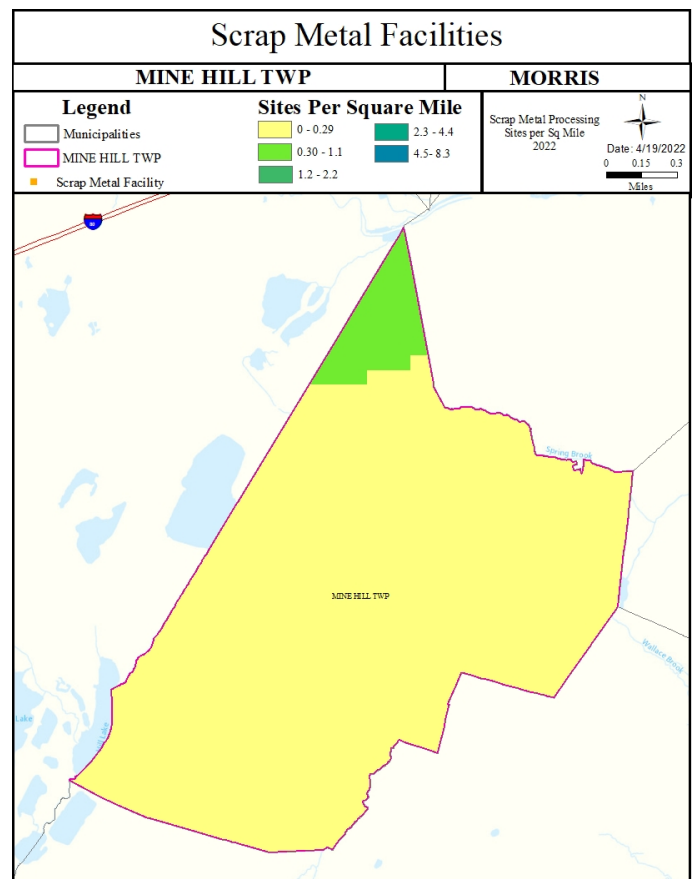 Scrap Metal Facilities
MINE HILL TWP
MORRIS
Legend
Municipalities
MINE HILL TWP
Scrap Metal Facility
Sites Per Square Mile
0 - 0.29
0.30 - 1.1
1.2 - 2.2
2.3 - 4.4
4.5- 8.3
Scrap Metal Processing
Sites per Sq Mile
2022
N
Date: 4/19/2022
0 0.15 0.3
Miles
Spring Brook
MINE HILL TWP
Wallace Brook
Lake
Lake